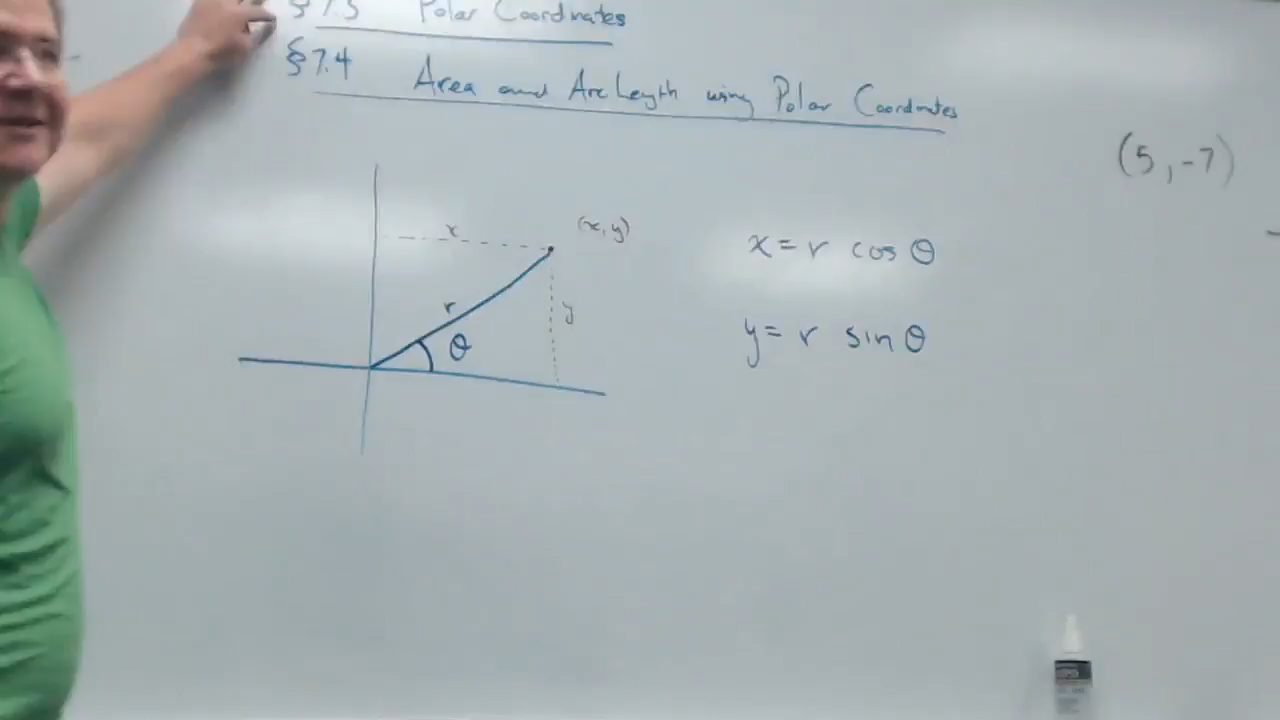 § 7.3 Polar Coordinates
§ 7.4 Area and Arc Length using Polar Coordinates
(5, -7)
x
(x, y)
r
y
θ
x = r cos θ
y = r sin θ